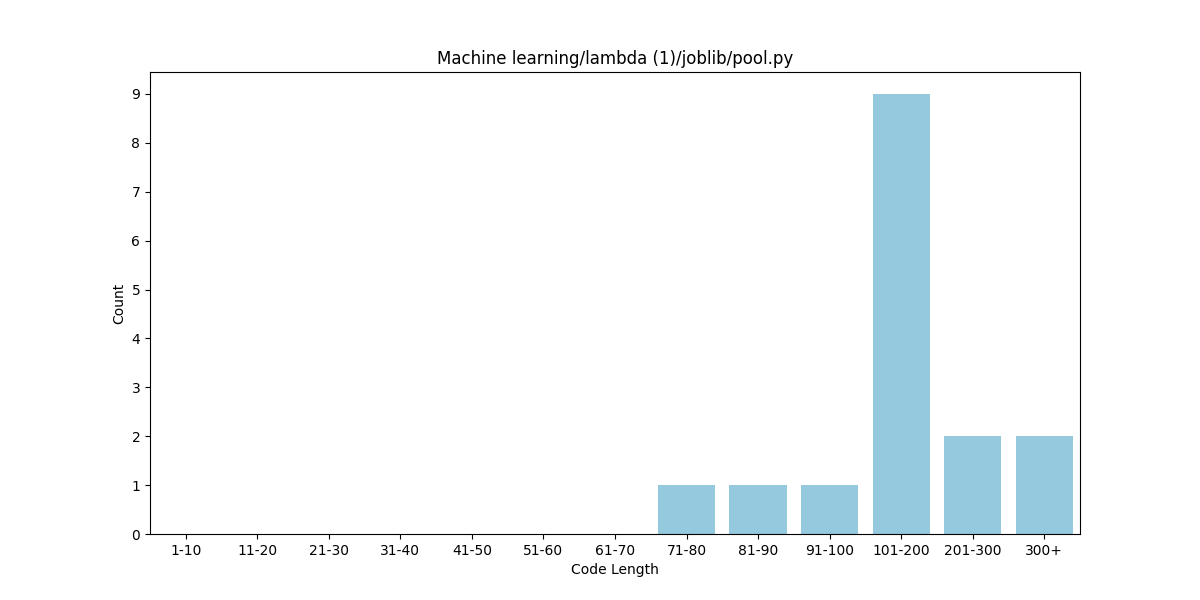 Machine learning/lambda (1)/joblib/pool.py
Count
9
8
7
6
5
4
3
2
1
0
1-10 11-20 21-30 31-40 41-50 51-60 61-70 71-80 81-90 91-100 101-200 201-300 300+
Code Length